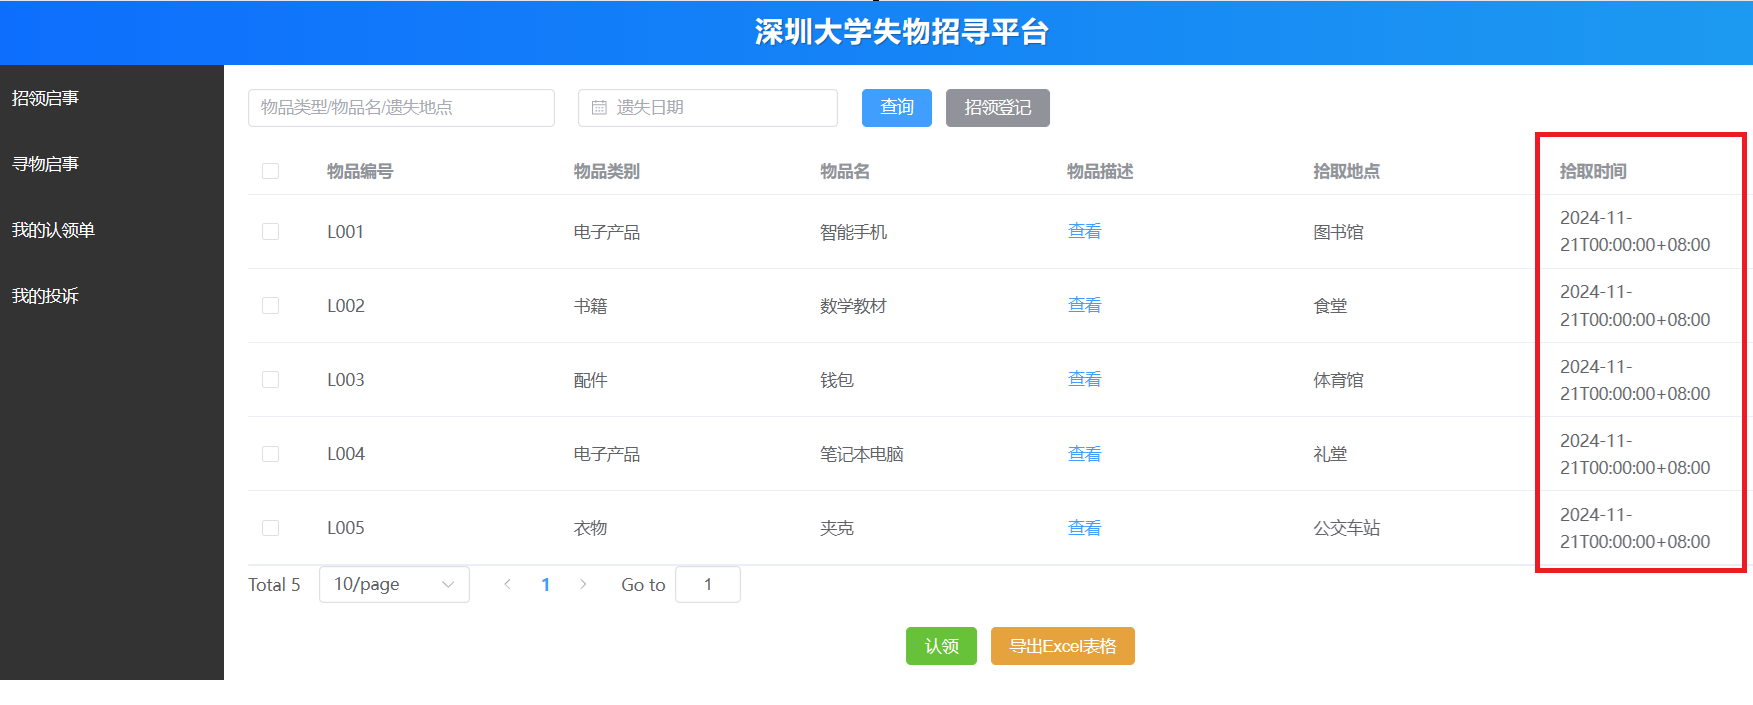 深圳大学失物招寻平台
招领启事
寻物启事
我的认领单
我的投诉
物品类型/物品名/遗失地点
遗失日期
查询
招领登记
物品编号 物品类别 物品名 物品描述 拾取地点 拾取时间
L001 电子产品 智能手机 查看 图书馆 2024-11-
21T00:00:00+08:00
L002 书籍 数学教材 查看 食堂 2024-11-
21T00:00:00+08:00
L003 配件 钱包 查看 体育馆 2024-11-
21T00:00:00+08:00
L004 电子产品 笔记本电脑 查看 礼堂 2024-11-
21T00:00:00+08:00
L005 衣物 夹克 查看 公交车站 2024-11-
21T00:00:00+08:00
Total 5 10/page 1 Go to 1
认领 导出Excel表格